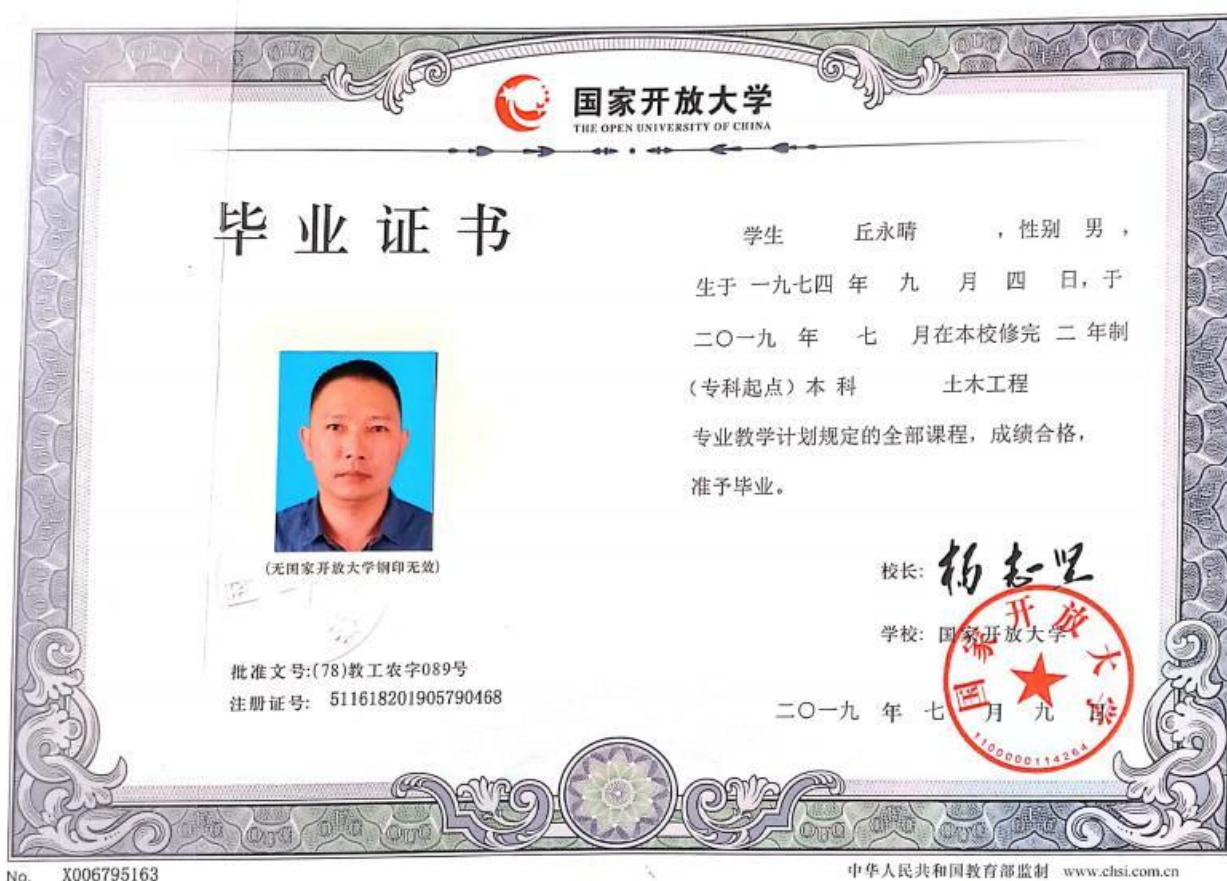 国家开放大学
THE OPEN UNIVERSITY OF CHINA
毕业证书
学生 丘永晴 ，性别 男 ，
生于 一九七四 年 九 月 四 日，于
二〇一九 年 七 月在本校修完 二 年制
（专科起点）本 科 土木工程
专业教学计划规定的全部课程，成绩合格，
准予毕业。
(无国家开放大学钢印无效)
校长: 杨志坚
学校: 国家开放大学
批准文号:(78)教工农字089号
注册证号: 511618201905790468
二〇一九 年 七 月 九 日
国家开放大学
1100000114264
No. X006795163
中华人民共和国教育部监制 www.chsi.com.cn